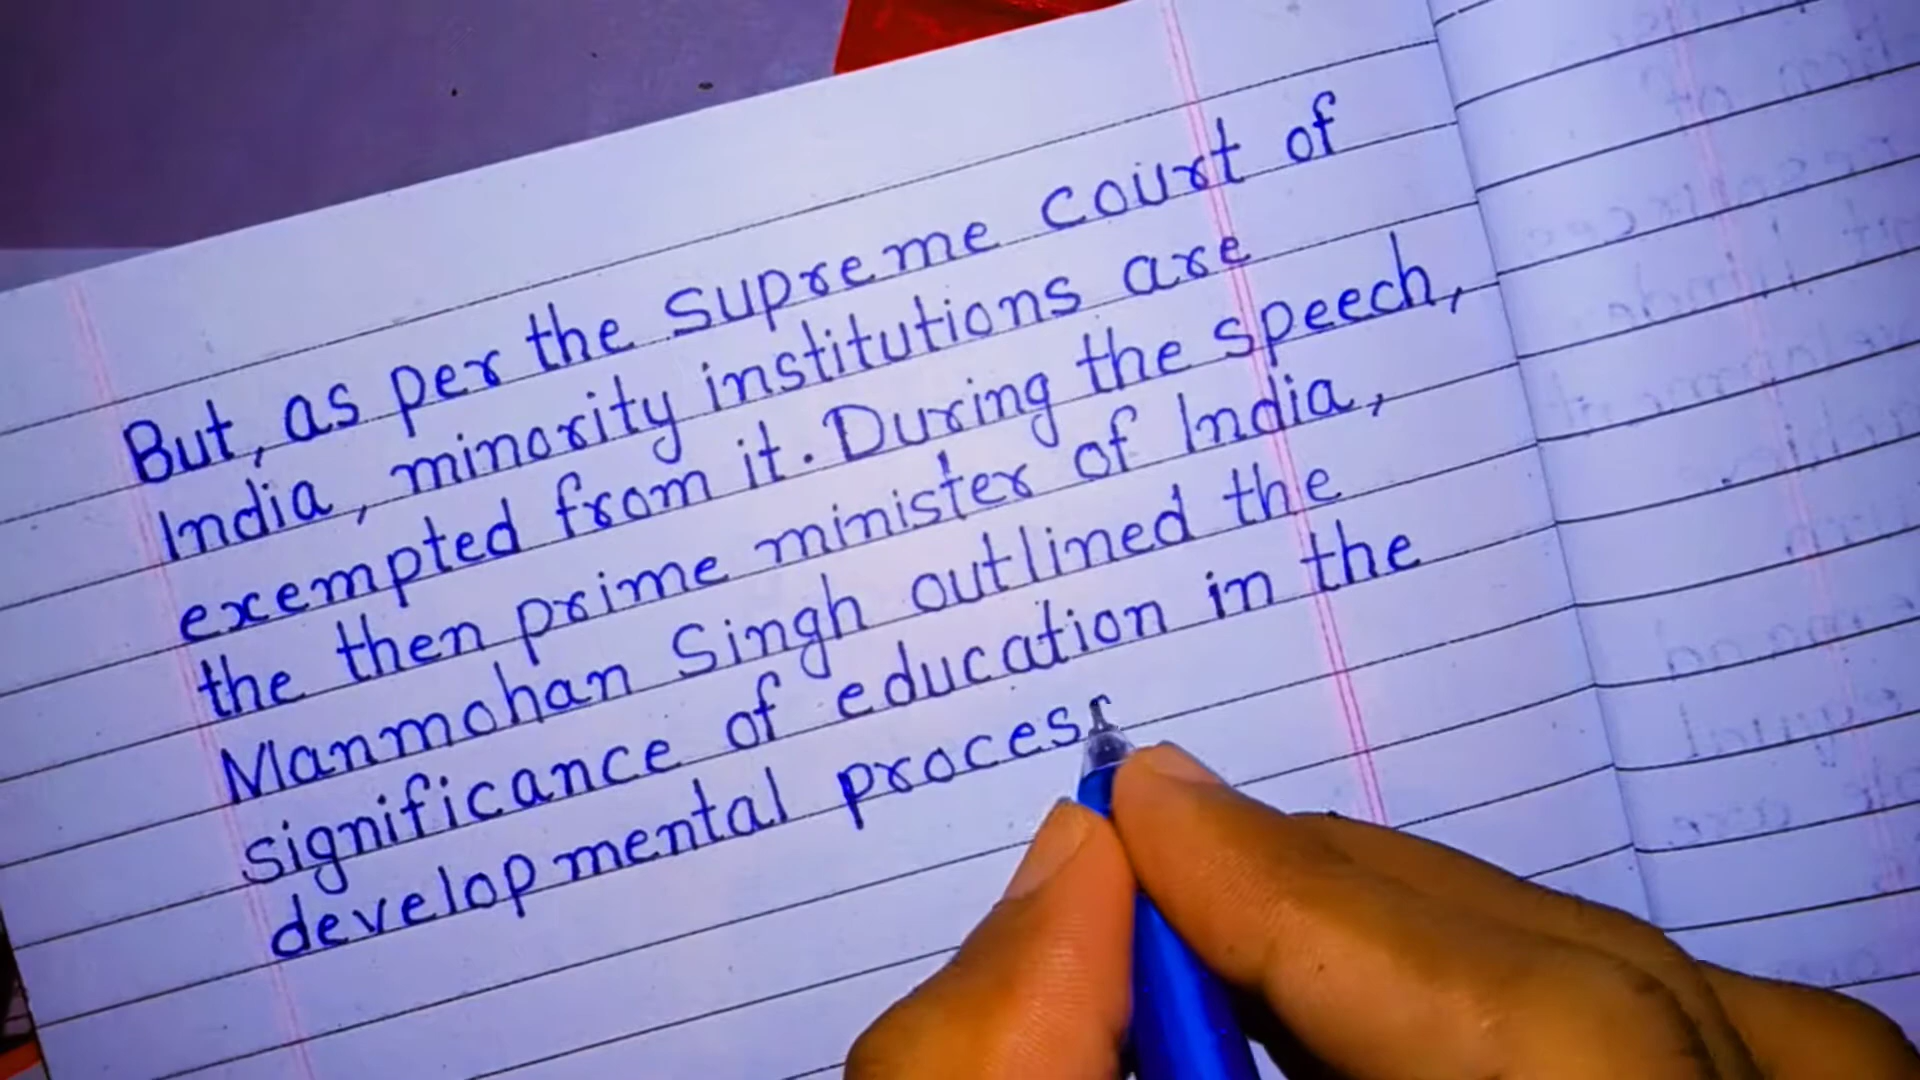 But, as per the Supreme court of
India, minority institutions are
exempted from it. During the speech,
the then prime minister of India,
Manmohan Singh outlined the
significance of education in the
developmental process